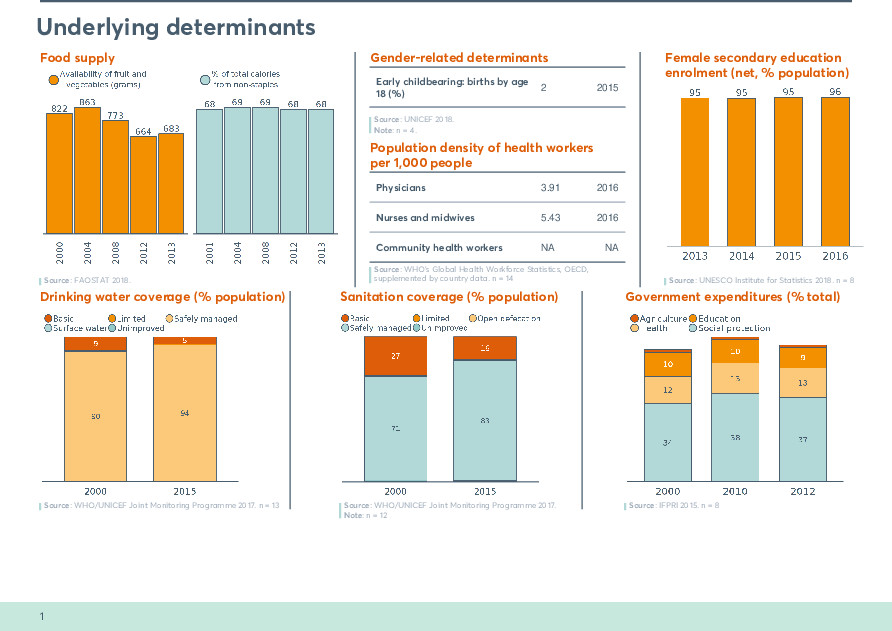 Underlying determinants
Food supply
Availability of fruit and vegetables (grams)
% of total calories from non-staples
822 863 773 664 683
68 69 69 68 68
2000 2004 2008 2012 2013
2001 2004 2008 2012 2013
Source: FAOSTAT 2018.
Gender-related determinants
Early childbearing: births by age 18 (%) 2 2015
Source: UNICEF 2018.
Note: n = 4.
Population density of health workers
per 1,000 people
Physicians 3.91 2016
Nurses and midwives 5.43 2016
Community health workers NA NA
Source: WHO's Global Health Workforce Statistics, OECD,
supplemented by country data. n = 14
Female secondary education
enrolment (net, % population)
95 95 95 96
2013 2014 2015 2016
Source: UNESCO Institute for Statistics 2018. n = 8
Drinking water coverage (% population)
Basic Limited Safely managed
Surface water Unimproved
9 5
90 94
2000 2015
Source: WHO/UNICEF Joint Monitoring Programme 2017. n = 13
Sanitation coverage (% population)
Basic Limited Open defecation
Safely managed Unimproved
27 16
71 83
2000 2015
Source: WHO/UNICEF Joint Monitoring Programme 2017.
Note: n = 12
Government expenditures (% total)
Agriculture Education
Health Social protection
10 10 9
12 13
34 38 37
2000 2010 2012
Source: IFPRI 2015. n = 8
1